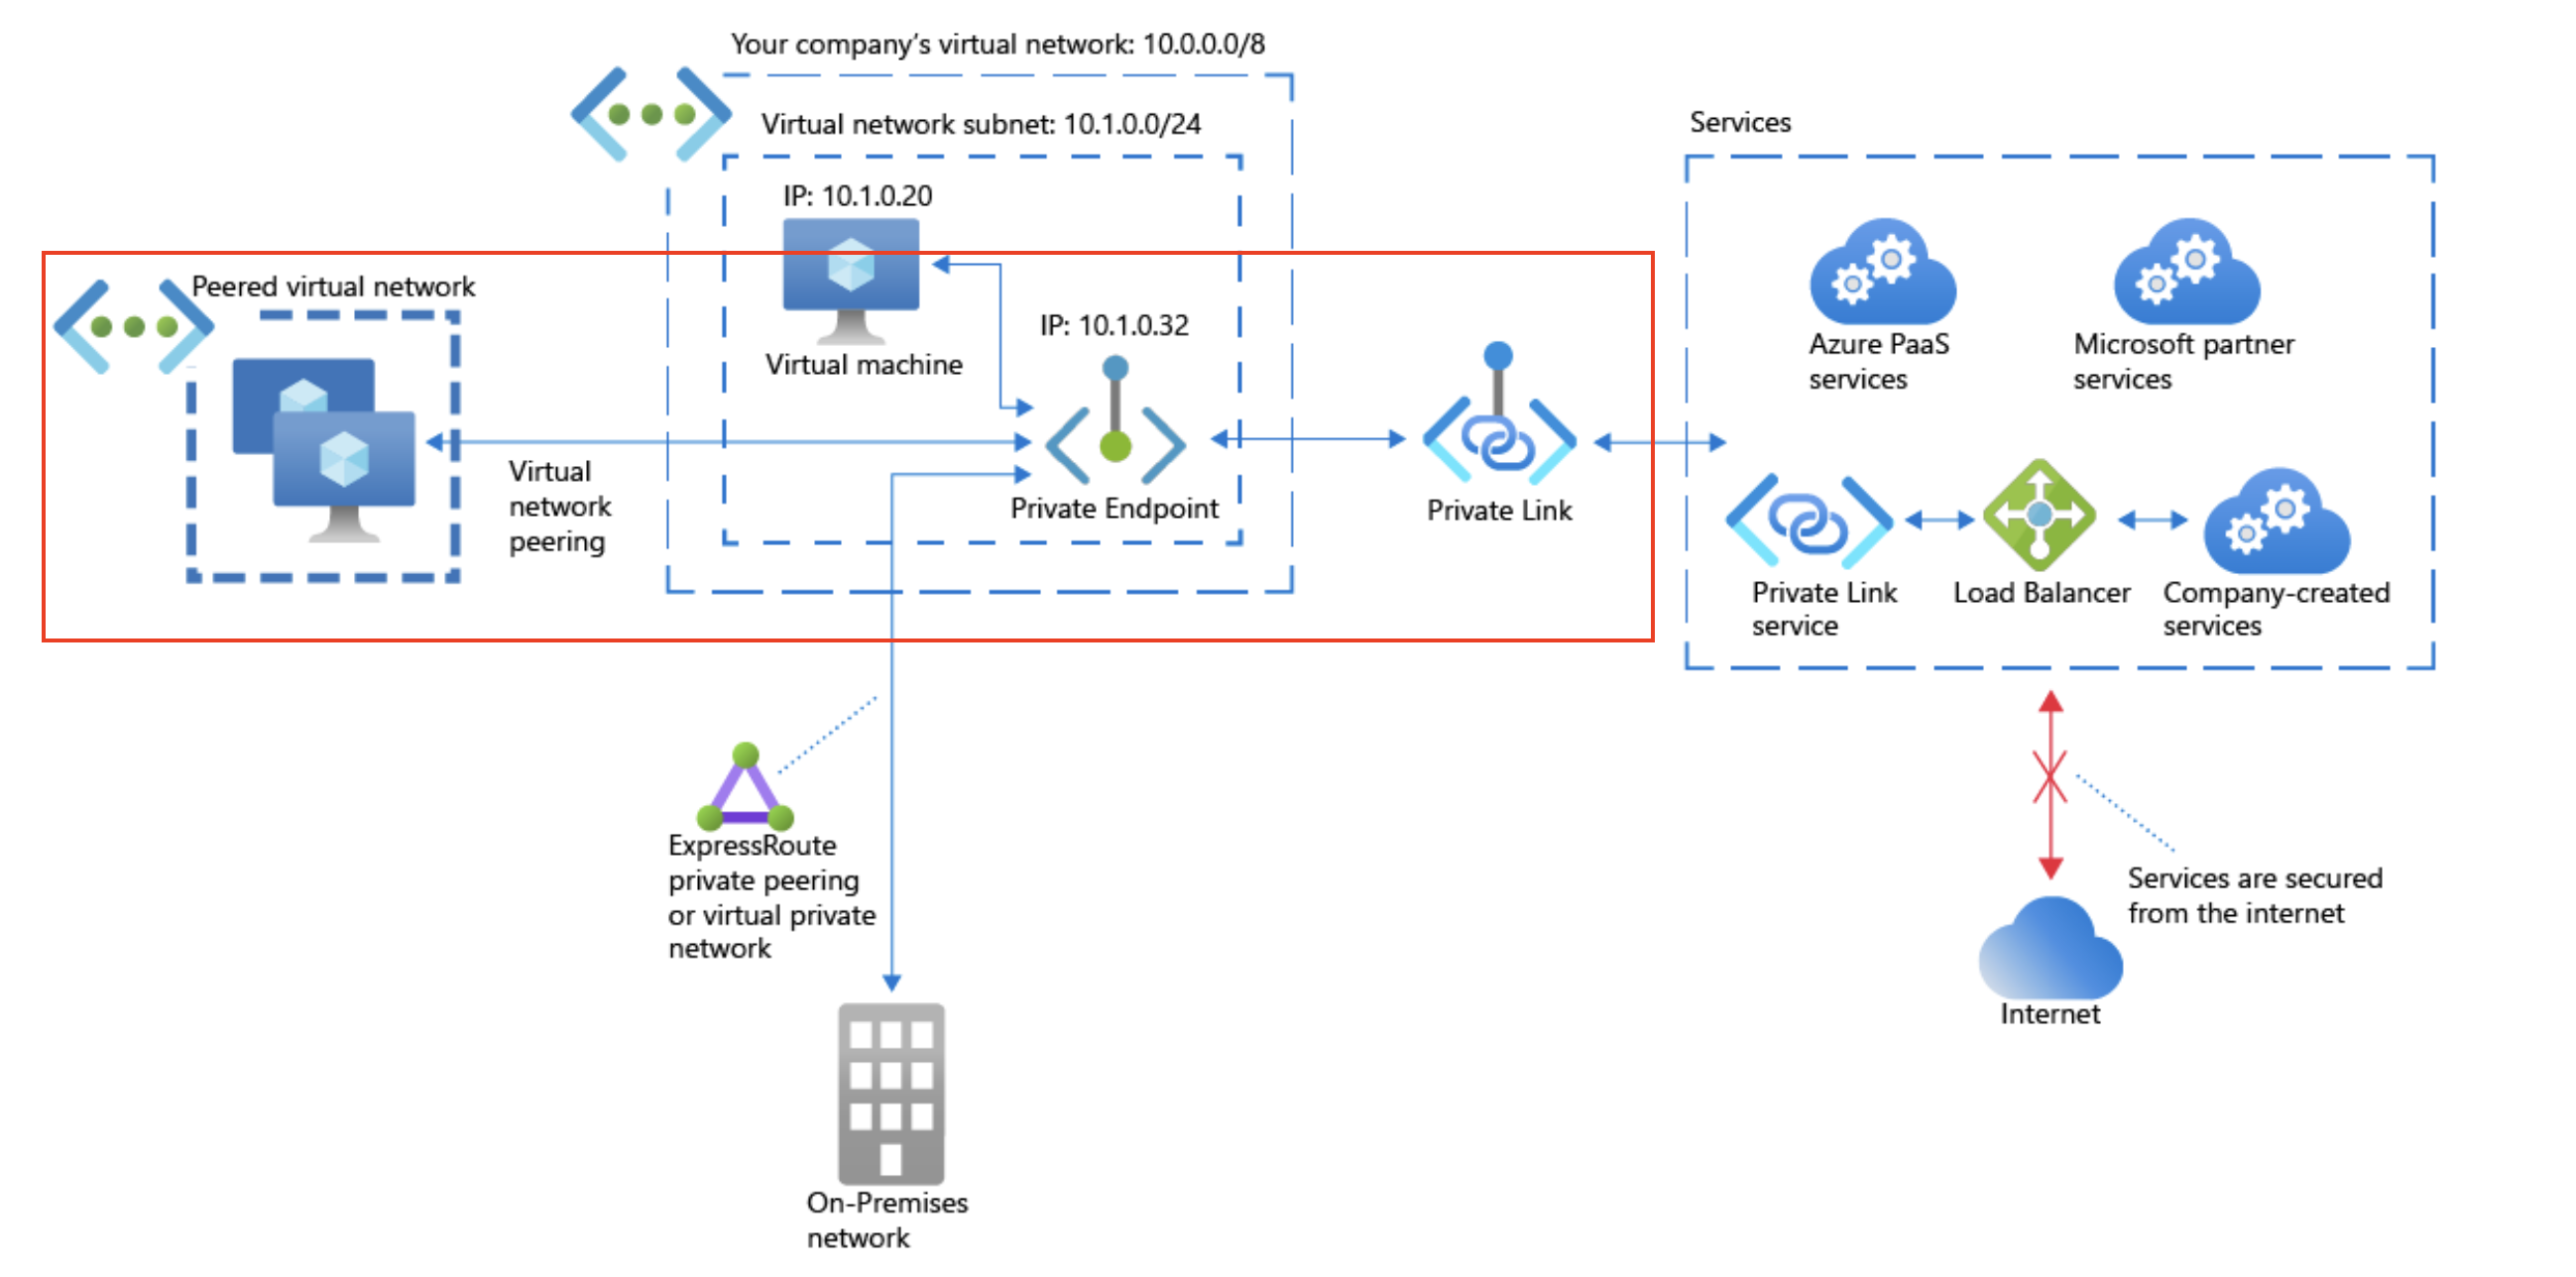 Your company’s virtual network: 10.0.0.0/8
Virtual network subnet: 10.1.0.0/24
Services
IP: 10.1.0.20
Peered virtual network
Virtual machine
IP: 10.1.0.32
Azure PaaS
services
Microsoft partner
services
Virtual
network
peering
Private Endpoint
Private Link
Private Link
service
Load Balancer
Company-created
services
ExpressRoute
private peering
or virtual private
network
Services are secured
from the internet
Internet
On-Premises
network